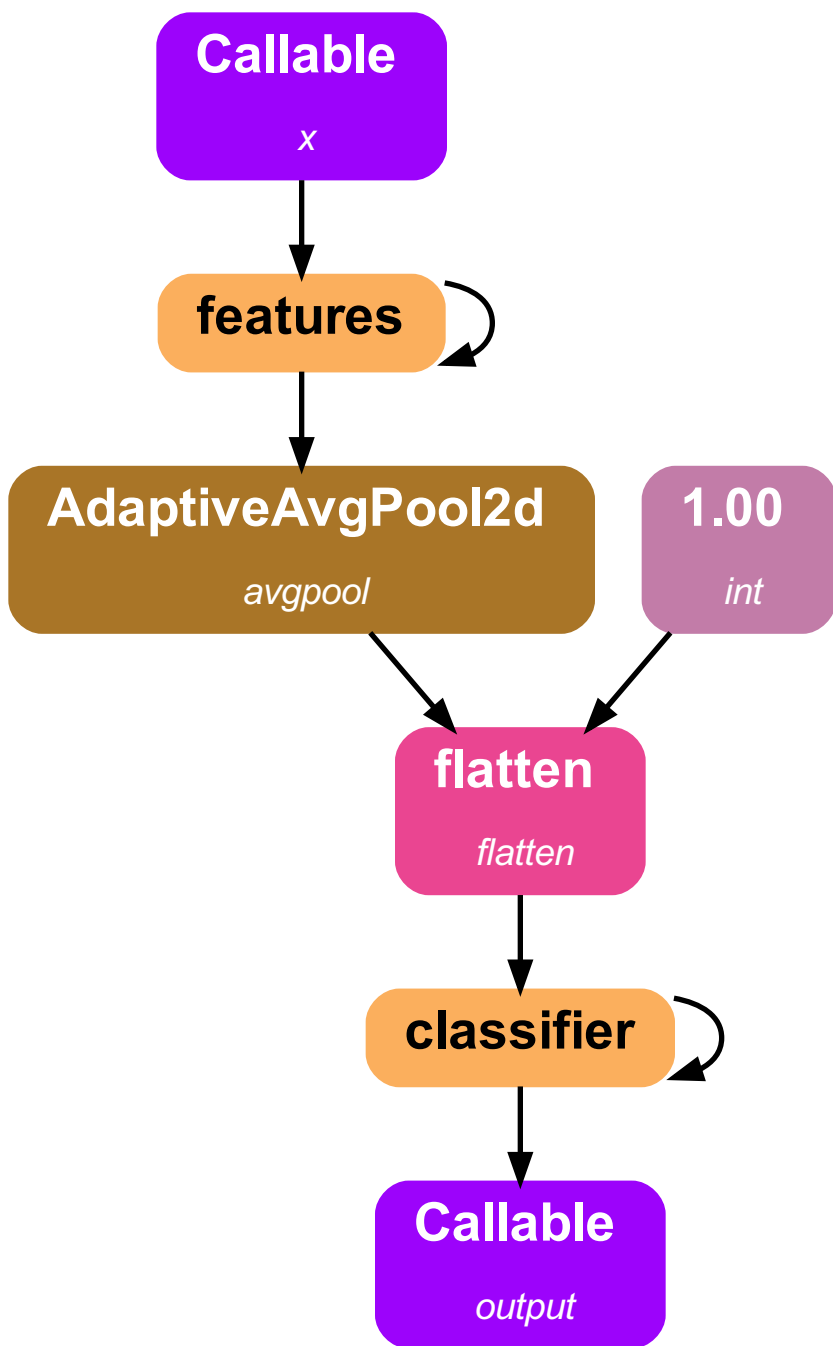 Callable
x
features
AdaptiveAvgPool2d
avgpool
1.00
int
flatten
flatten
classifier
Callable
output